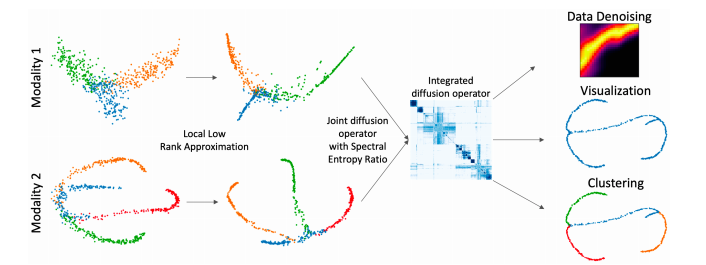 Modality 1
Local Low
Rank Approximation
Modality 2
Joint diffusion
operator
with Spectral
Entropy Ratio
Integrated
diffusion operator
Data Denoising
Visualization
Clustering